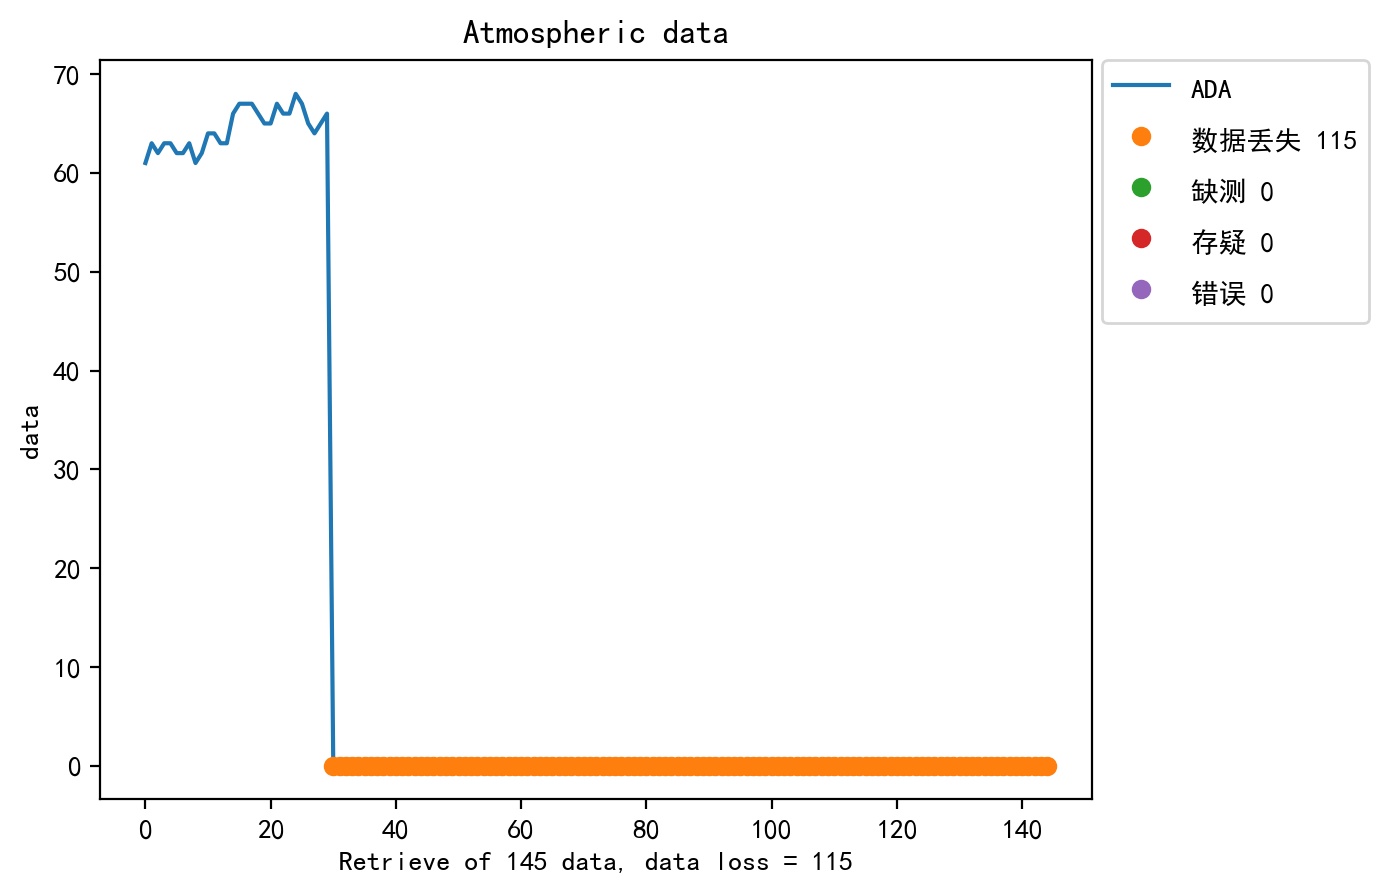 Atmospheric data
70
60
50
40
30
20
10
0
data
0 20 40 60 80 100 120 140
Retrieve of 145 data, data loss = 115
ADA
数据丢失 115
缺测 0
存疑 0
错误 0